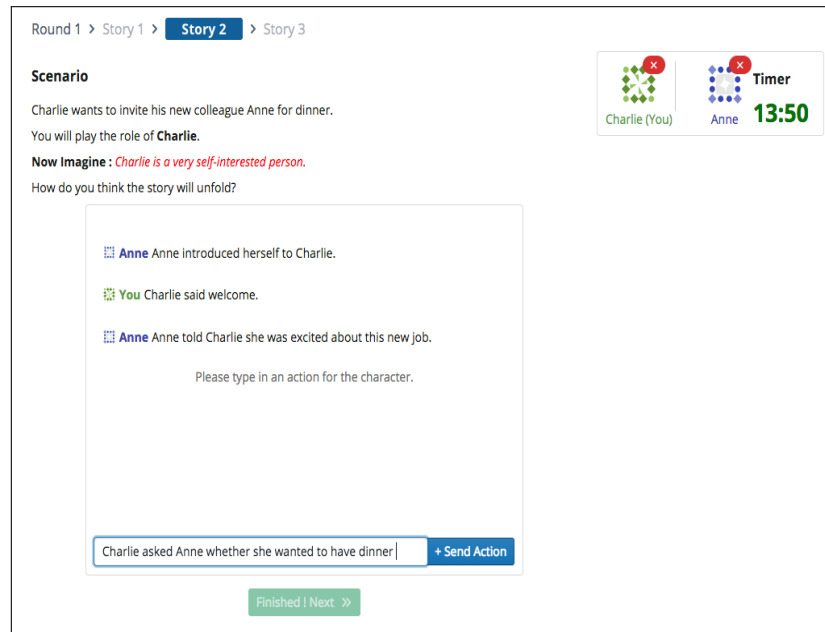 Round 1 > Story 1 > Story 2 > Story 3
Scenario
Charlie wants to invite his new colleague Anne for dinner.
You will play the role of Charlie.
Now Imagine : Charlie is a very self-interested person.
How do you think the story will unfold?
x x
Timer
Charlie (You) Anne 13:50
Anne Anne introduced herself to Charlie.
You Charlie said welcome.
Anne Anne told Charlie she was excited about this new job.
Please type in an action for the character.
Charlie asked Anne whether she wanted to have dinner
+ Send Action
Finished ! Next »